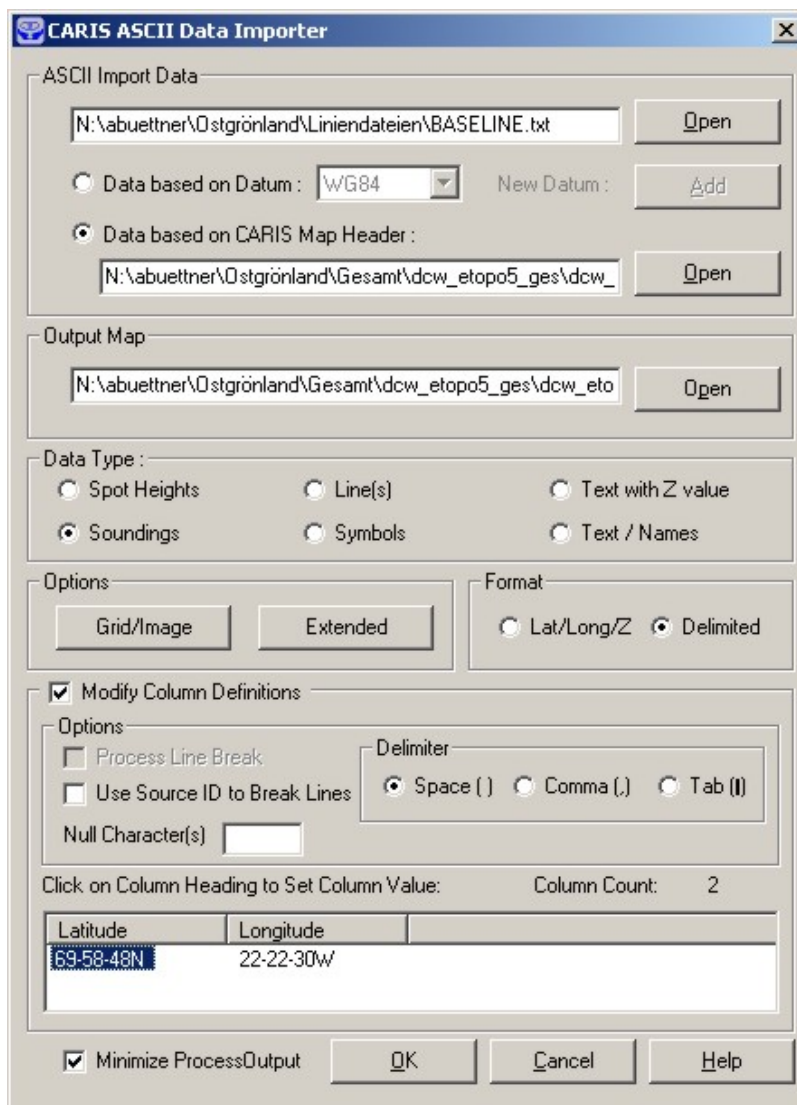 CARIS ASCII Data Importer
ASCII Import Data
N:\abuettner\Ostgrönland\Liniendateien\BASELINE.txt
Open
Data based on Datum : WG84 New Datum : Add
Data based on CARIS Map Header :
N:\abuettner\Ostgrönland\Gesamt\dcw_etopo5_ges\dcw_
Open
Output Map
N:\abuettner\Ostgrönland\Gesamt\dcw_etopo5_ges\dcw_eto
Open
Data Type :
Spot Heights Line(s) Text with Z value
Soundings Symbols Text / Names
Options Format
Grid/Image Extended Lat/Long/Z Delimited
Modify Column Definitions
Options
Process Line Break
Delimiter
Use Source ID to Break Lines
Space ( ) Comma (,) Tab (|)
Null Character(s)
Click on Column Heading to Set Column Value: Column Count: 2
Latitude Longitude
69-58-48N 22-22-30W
Minimize ProcessOutput OK Cancel Help